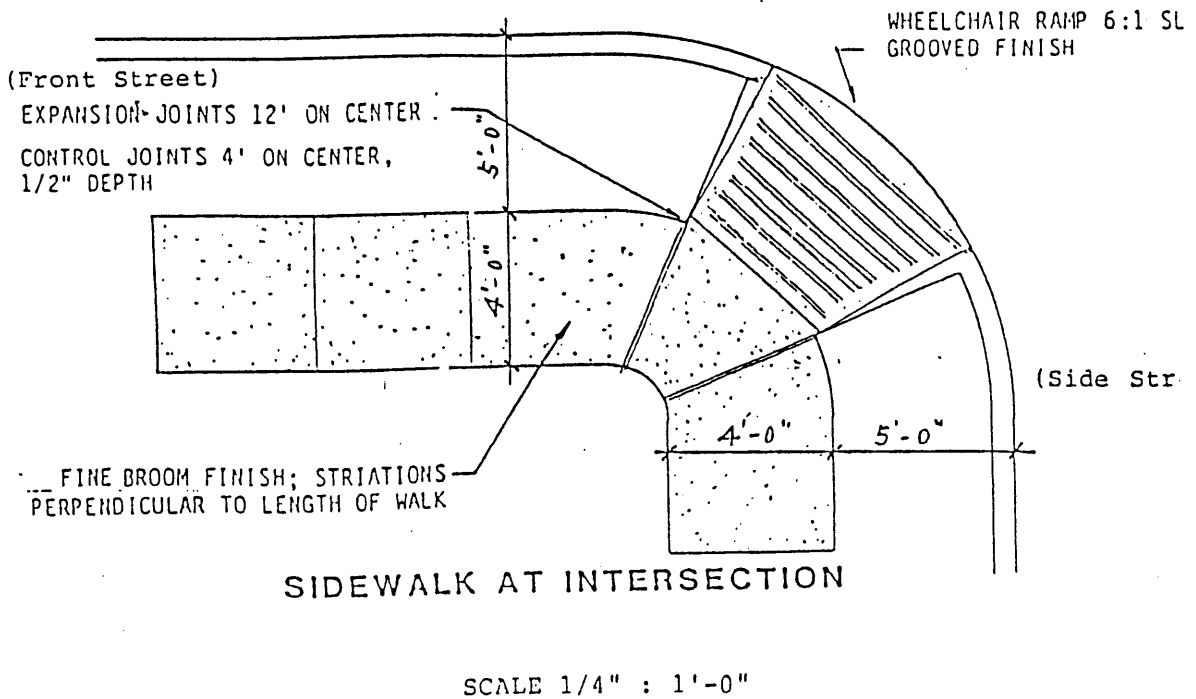 WHEELCHAIR RAMP 6:1 SL
GROOVED FINISH
(Front Street)
EXPANSION JOINTS 12' ON CENTER.
CONTROL JOINTS 4' ON CENTER,
1/2" DEPTH
5'-0"
4'-0"
(Side Str
4'-0"
5'-0"
FINE BROOM FINISH; STRIATIONS
PERPENDICULAR TO LENGTH OF WALK
SIDEWALK AT INTERSECTION
SCALE 1/4" : 1'-0"